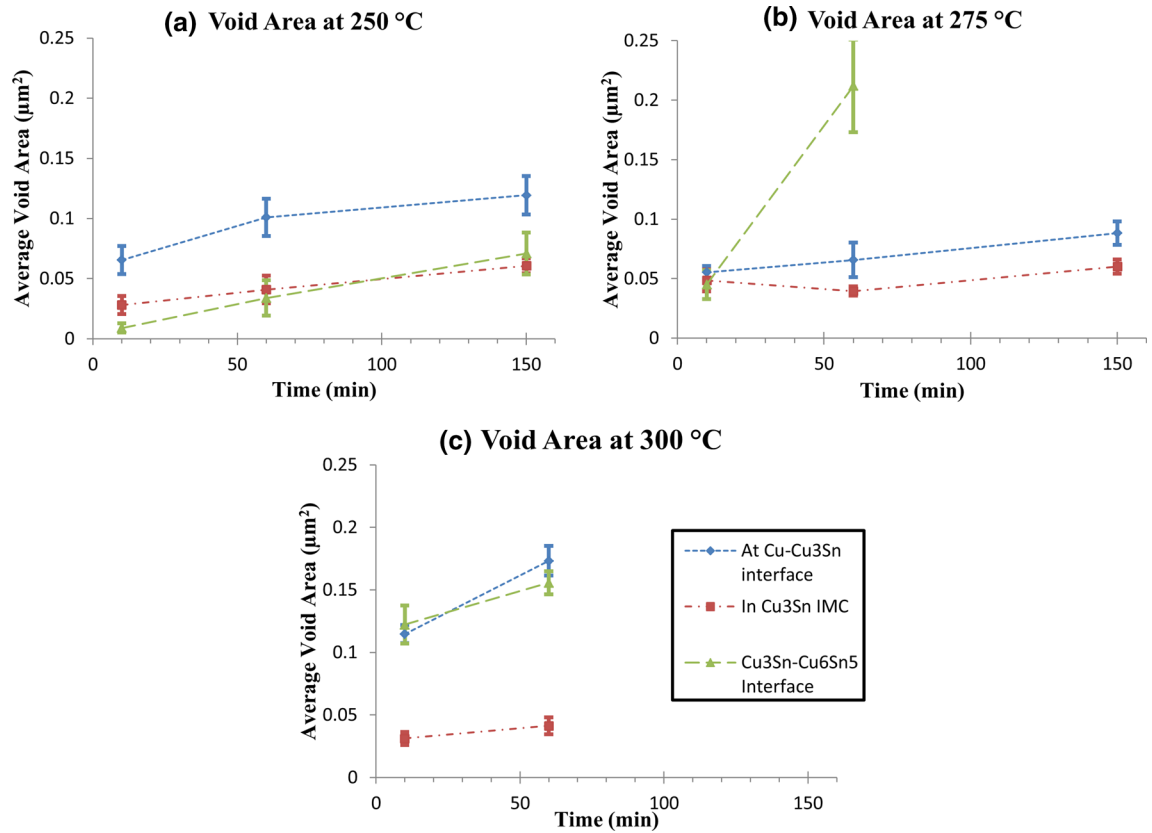 (a) Void Area at 250 °C
Average Void Area (µm²)
0.25
0.2
0.15
0.1
0.05
0
0 50 100 150
Time (min)
(b) Void Area at 275 °C
Average Void Area (µm²)
0.25
0.2
0.15
0.1
0.05
0
0 50 100 150
Time (min)
(c) Void Area at 300 °C
Average Void Area (µm²)
0.25
0.2
0.15
0.1
0.05
0
0 50 100 150
Time (min)
At Cu-Cu3Sn
interface
In Cu3Sn IMC
Cu3Sn-Cu6Sn5
Interface